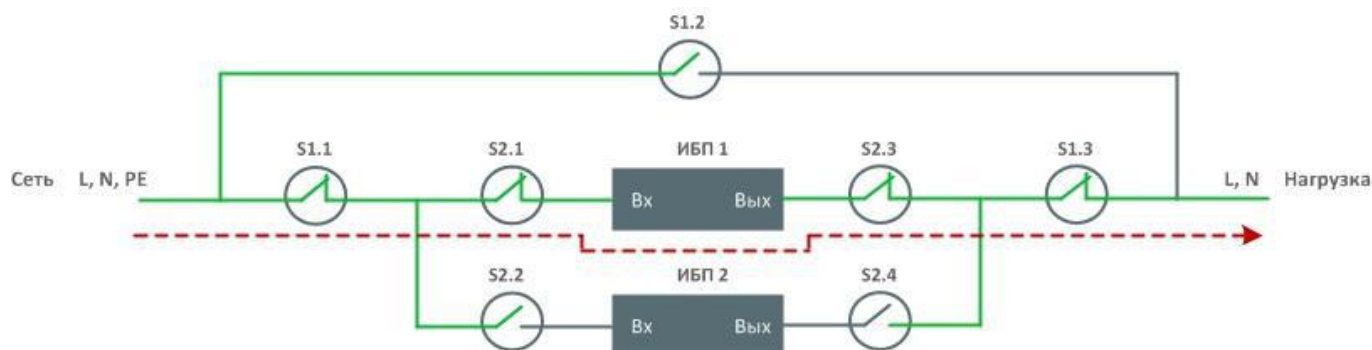 S1.2
S1.1 S2.1 ИБП 1 S2.3 S1.3
Сеть L, N, PE Вх Вых L, N Нагрузка
S2.2 ИБП 2 S2.4
Вх Вых